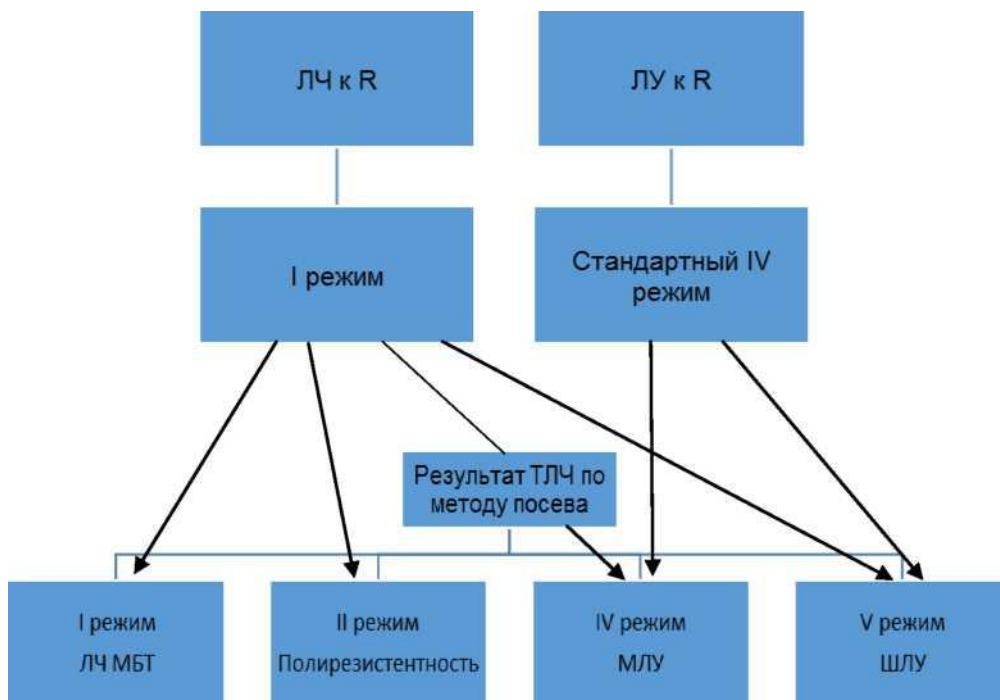 ЛЧ к R
ЛУ к R
I режим
Стандартный IV
режим
Результат ТЛЧ по
методу посева
I режим
ЛЧ МБТ
II режим
Полирезистентность
IV режим
МЛУ
V режим
ШЛУ